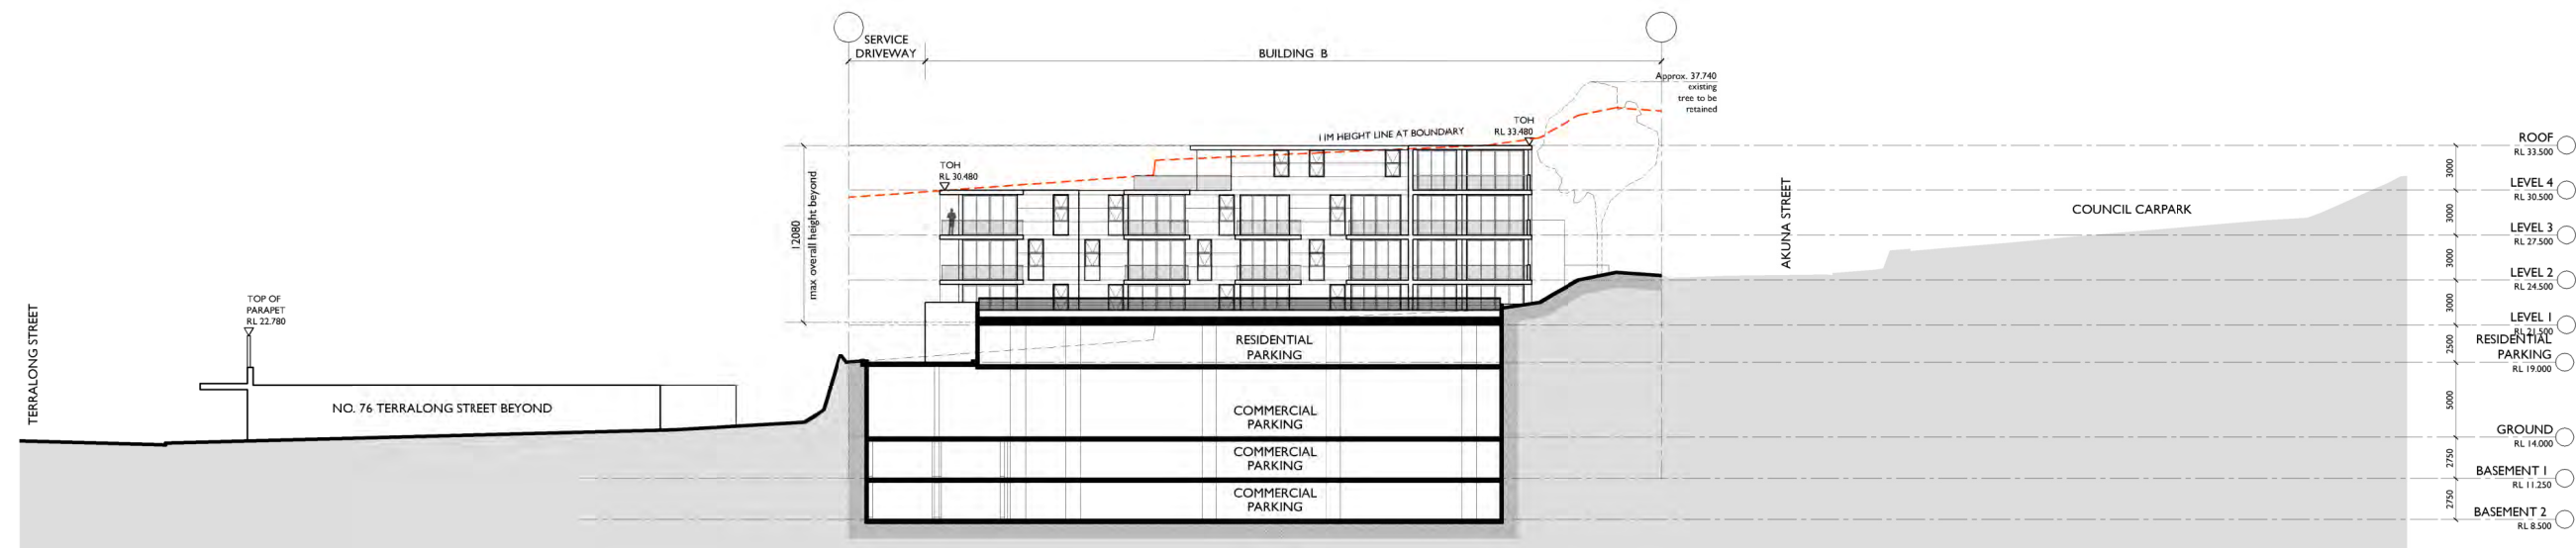 SERVICE
DRIVEWAY
BUILDING B
Approx. 37.740
existing
tree to be
retained
11M HEIGHT LINE AT BOUNDARY
TOH
RL 33.480
TOH
RL 30.480
12080
max overall height beyond
TOP OF
PARAPET
RL 22.780
TERRALONG STREET
NO. 76 TERRALONG STREET BEYOND
RESIDENTIAL
PARKING
COMMERCIAL
PARKING
COMMERCIAL
PARKING
COMMERCIAL
PARKING
AKUNA STREET
COUNCIL CARPARK
ROOF
RL 33.500
3000
LEVEL 4
RL 30.500
3000
LEVEL 3
RL 27.500
3000
LEVEL 2
RL 24.500
3000
LEVEL 1
RL 21.500
2500
RESIDENTIAL
PARKING
RL 19.000
5000
GROUND
RL 14.000
2750
BASEMENT 1
RL 11.250
2750
BASEMENT 2
RL 8.500